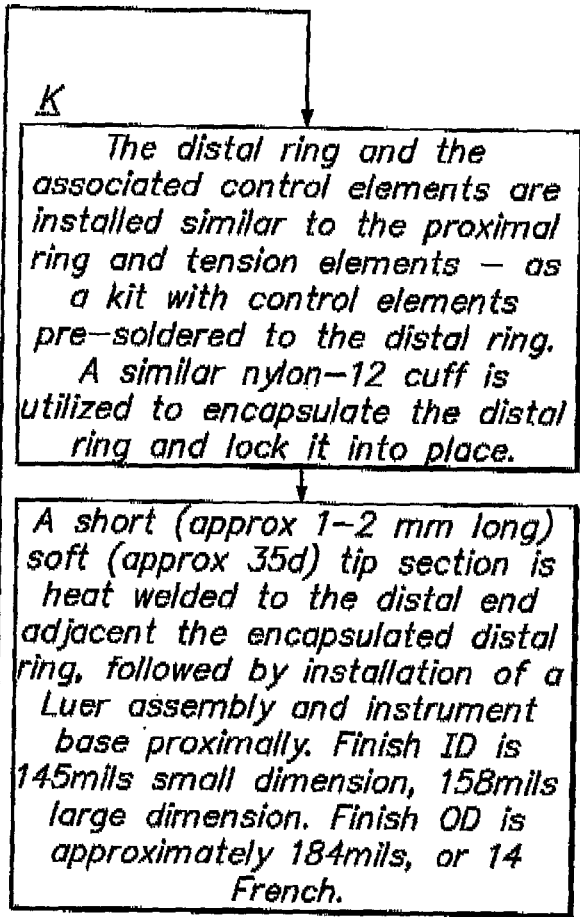 K
The distal ring and the
associated control elements are
installed similar to the proximal
ring and tension elements – as
a kit with control elements
pre-soldered to the distal ring.
A similar nylon-12 cuff is
utilized to encapsulate the distal
ring and lock it into place.
A short (approx 1-2 mm long)
soft (approx 35d) tip section is
heat welded to the distal end
adjacent the encapsulated distal
ring, followed by installation of a
Luer assembly and instrument
base proximally. Finish ID is
145mils small dimension, 158mils
large dimension. Finish OD is
approximately 184mils, or 14
French.